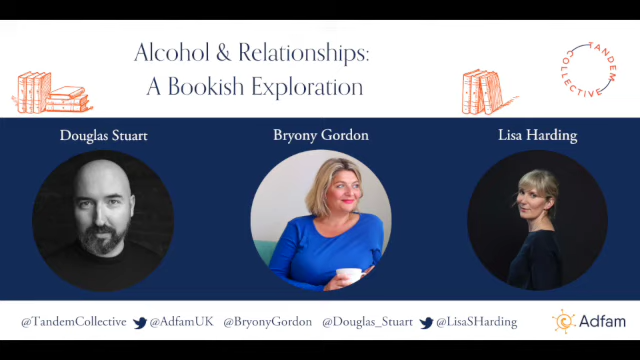 Alcohol & Relationships:
A Bookish Exploration
TANDEM
COLLECTIVE
Douglas Stuart
Bryony Gordon
Lisa Harding
@TandemCollective @AdfamUK @BryonyGordon @Douglas_Stuart @LisaSHarding
Adfam